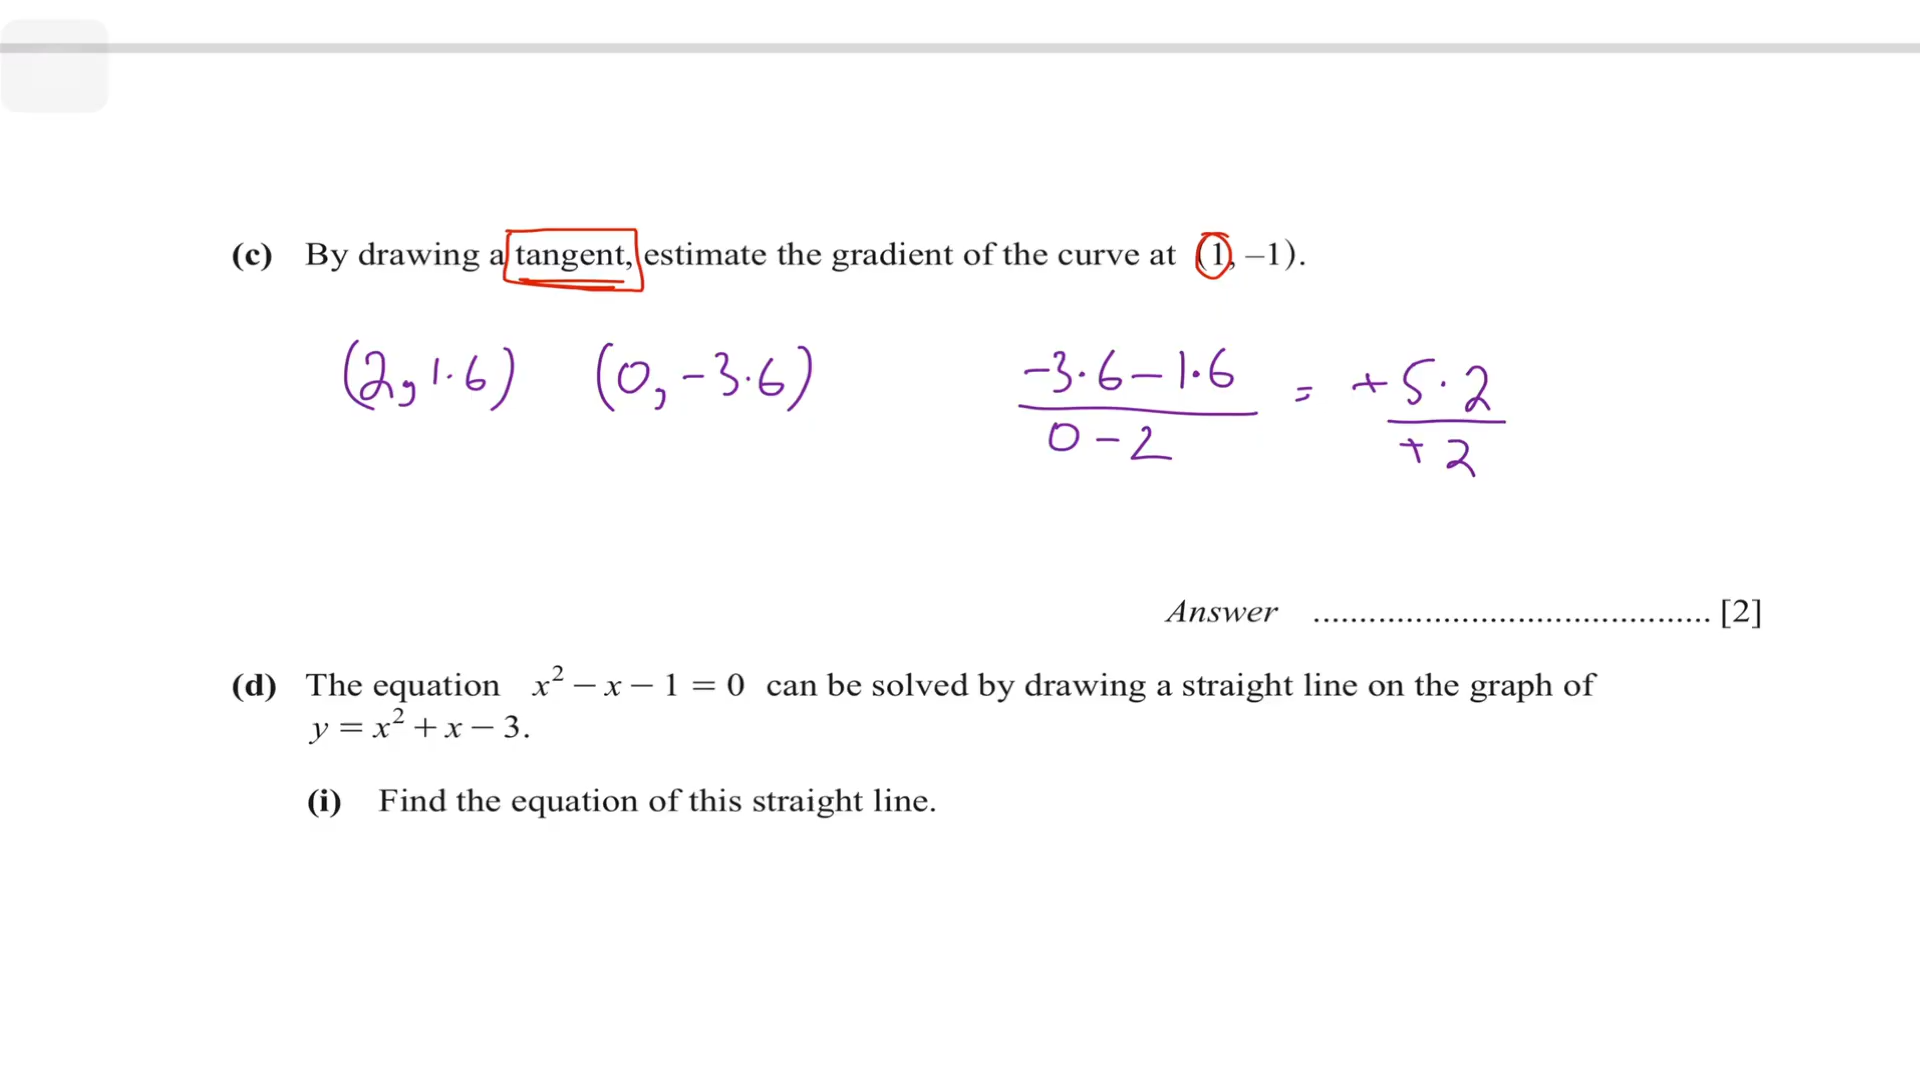 (c) By drawing a tangent, estimate the gradient of the curve at (1, –1).
(2, 1·6) (0, -3·6) -3·6 - 1·6 / 0 - 2 = +5·2 / +2
Answer .......................................... [2]
(d) The equation x² – x – 1 = 0 can be solved by drawing a straight line on the graph of
y = x² + x – 3.
(i) Find the equation of this straight line.